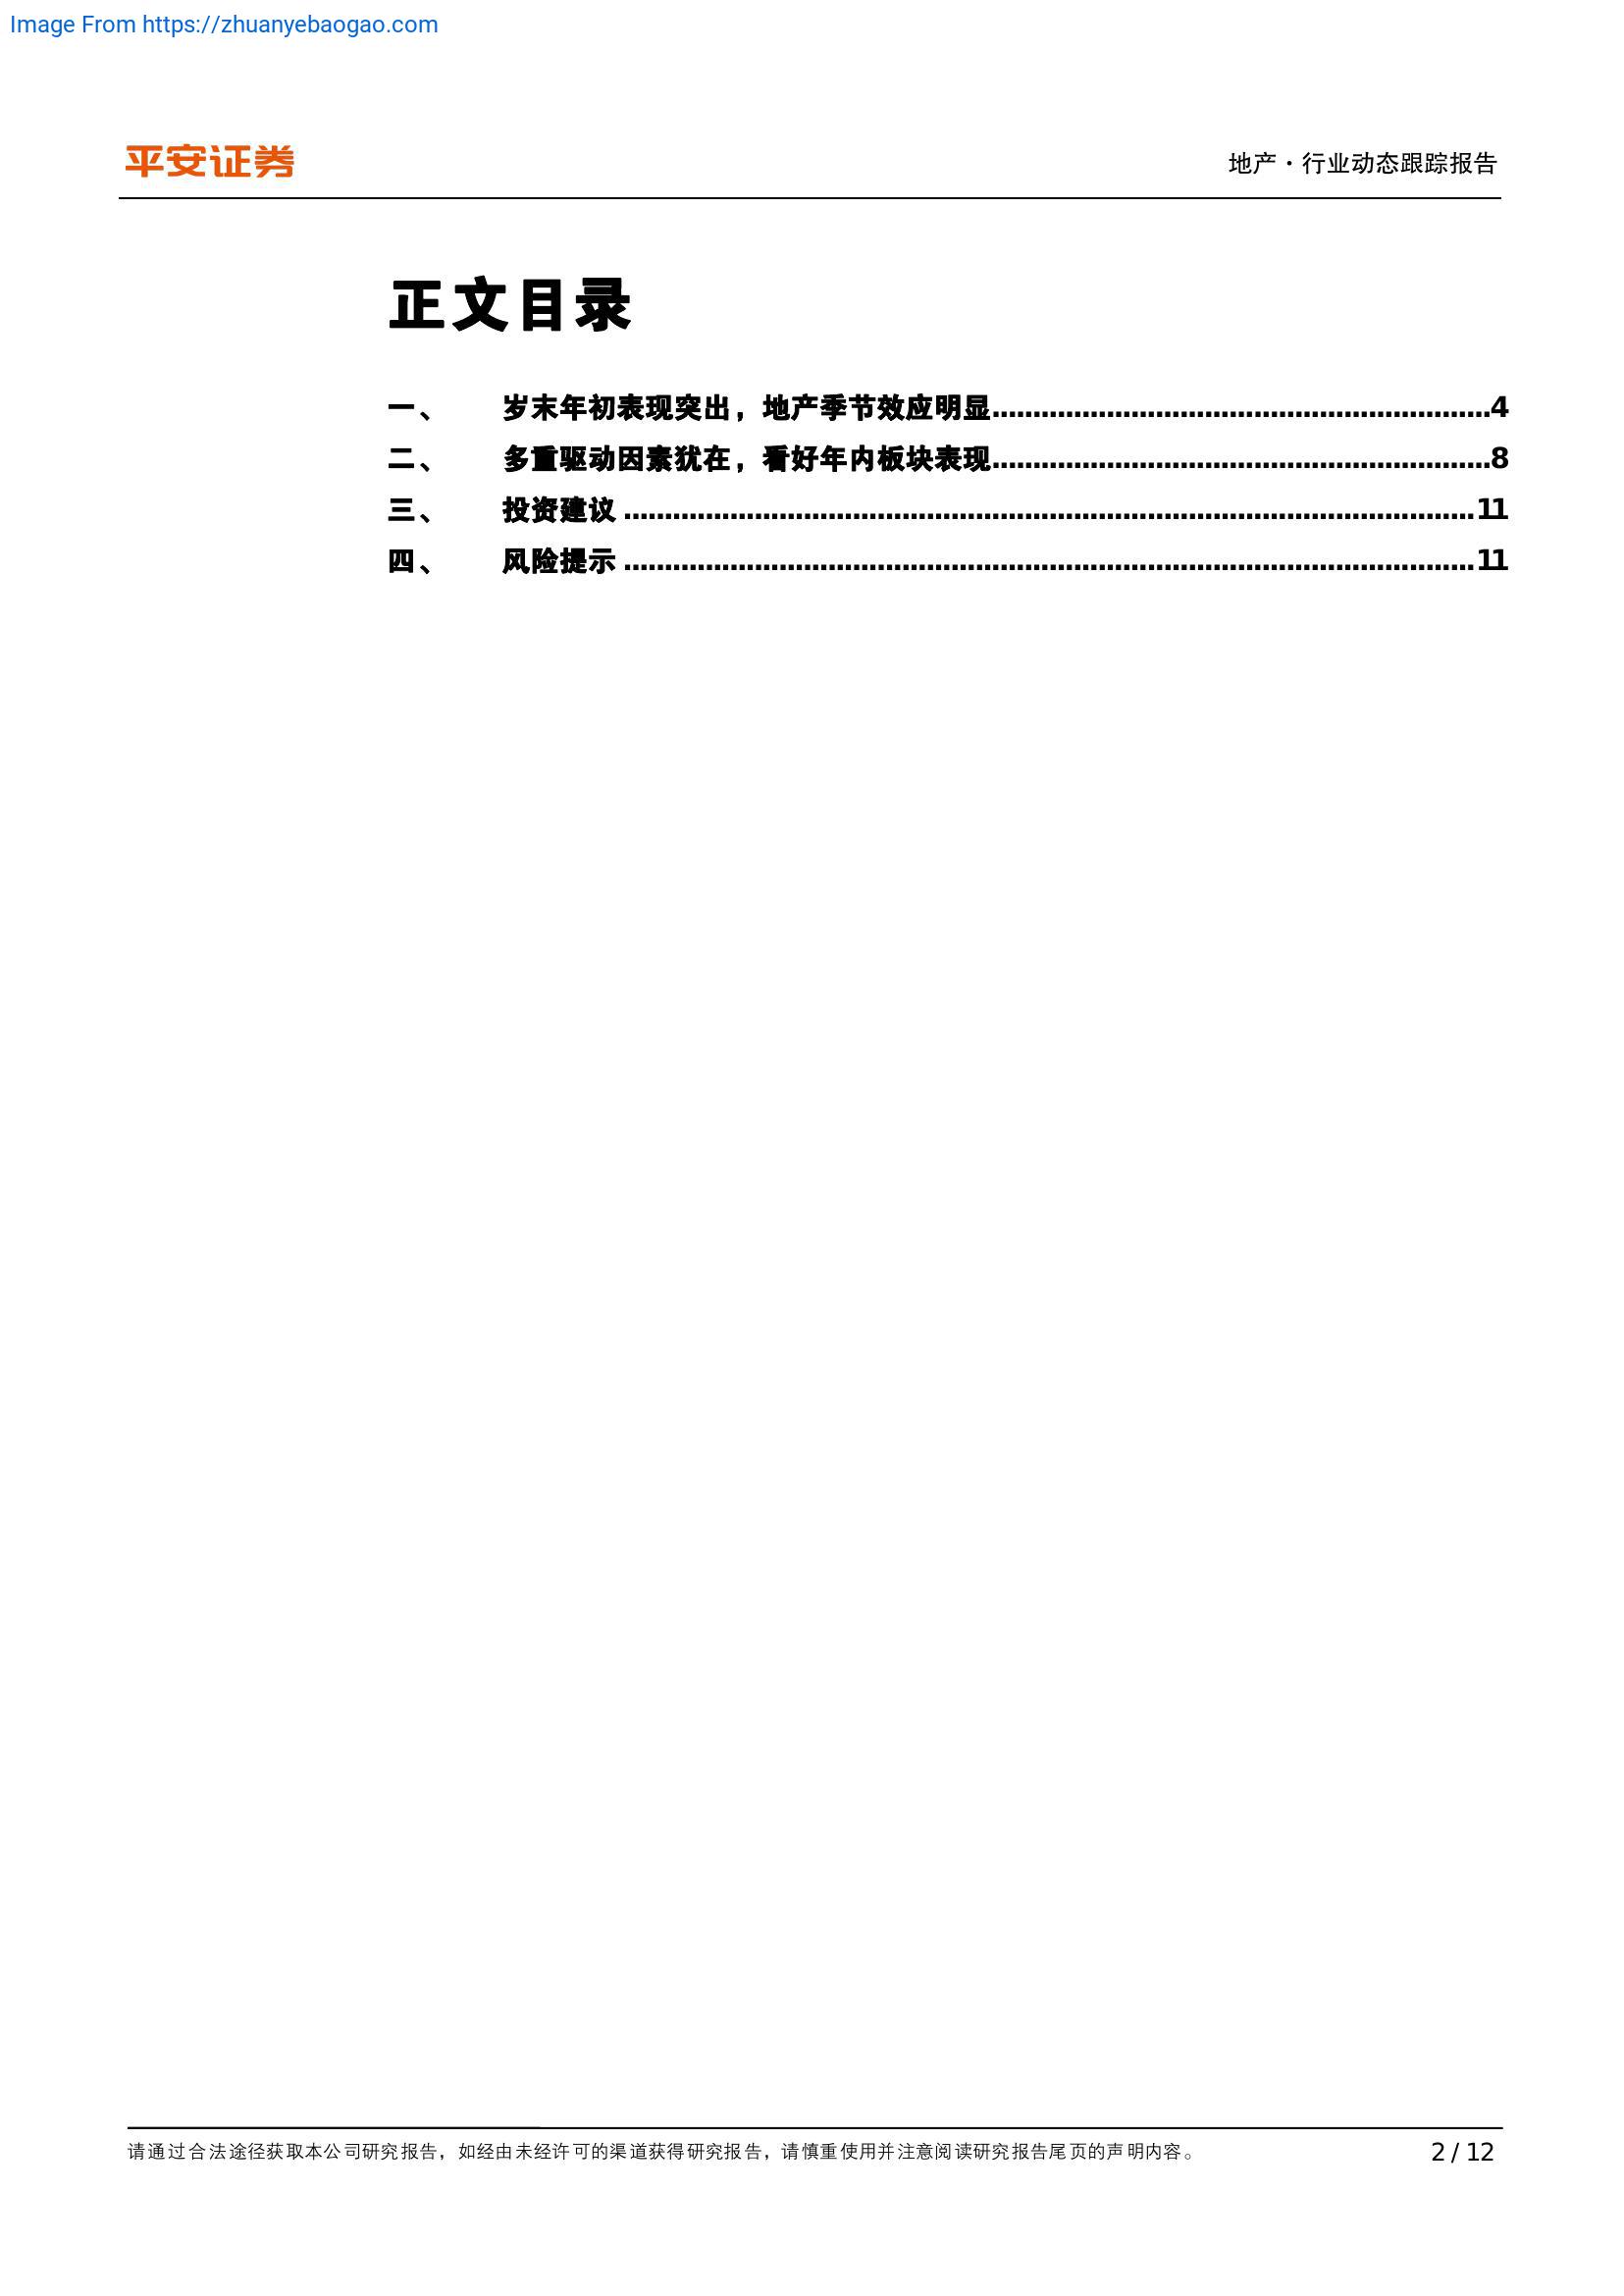 Image From https://zhuanyebaogao.com
平安证券
地产·行业动态跟踪报告
正文目录
一、 岁末年初表现突出，地产季节效应明显............................................................4
二、 多重驱动因素犹在，看好年内板块表现............................................................8
三、 投资建议 ........................................................................................................11
四、 风险提示 ........................................................................................................11
请通过合法途径获取本公司研究报告，如经由未经许可的渠道获得研究报告，请慎重使用并注意阅读研究报告尾页的声明内容。
2 / 12